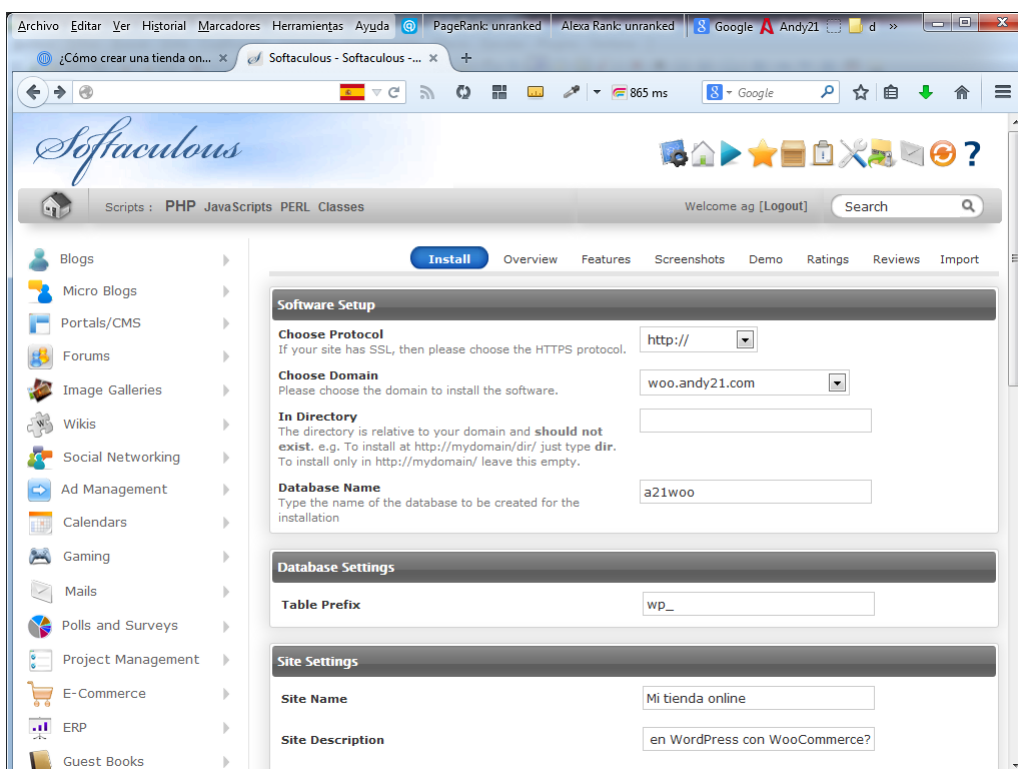 Archivo Editar Ver Historial Marcadores Herramientas Ayuda @ PageRank: unranked Alexa Rank: unranked 8 Google Andy21 d »
¿Cómo crear una tienda on... × Softaculous - Softaculous -... × +
865 ms 8 Google
Softaculous
?
Scripts : PHP JavaScripts PERL Classes Welcome ag [Logout] Search
Blogs
Micro Blogs
Portals/CMS
Forums
Image Galleries
Wikis
Social Networking
Ad Management
Calendars
Gaming
Mails
Polls and Surveys
Project Management
E-Commerce
ERP
Guest Books
Install Overview Features Screenshots Demo Ratings Reviews Import
Software Setup
Choose Protocol
If your site has SSL, then please choose the HTTPS protocol.
http://
Choose Domain
Please choose the domain to install the software.
woo.andy21.com
In Directory
The directory is relative to your domain and should not
exist. e.g. To install at http://mydomain/dir/ just type dir.
To install only in http://mydomain/ leave this empty.
Database Name
Type the name of the database to be created for the
installation
a21woo
Database Settings
Table Prefix wp_
Site Settings
Site Name Mi tienda online
Site Description en WordPress con WooCommerce?